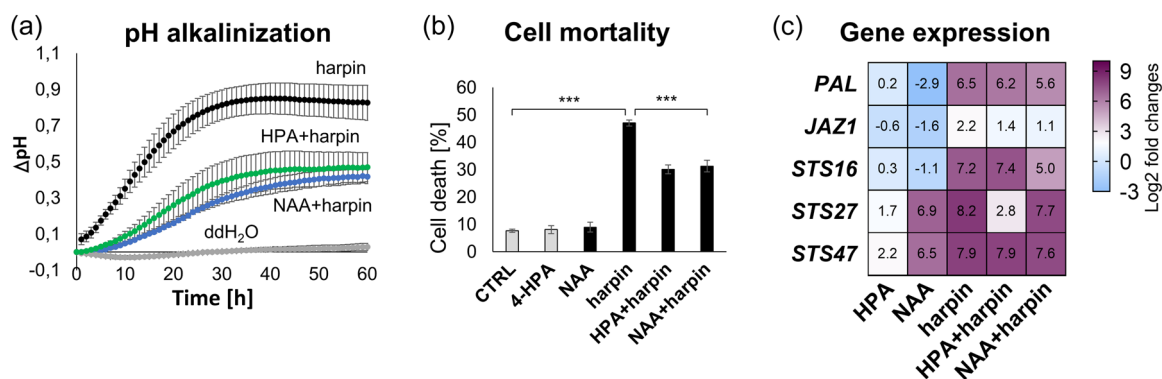 (a) pH alkalinization
1,1
0,9
0,7
0,5
0,3
0,1
-0,1
ΔpH
harpin
HPA+harpin
NAA+harpin
ddH2O
0 10 20 30 40 50 60
Time [h]
(b) Cell mortality
60
50
40
30
20
10
0
Cell death [%]
*** ***
CTRL
4-HPA
NAA
harpin
HPA+harpin
NAA+harpin
(c) Gene expression
PAL 0.2 -2.9 6.5 6.2 5.6
JAZ1 -0.6 -1.6 2.2 1.4 1.1
STS16 0.3 -1.1 7.2 7.4 5.0
STS27 1.7 6.9 8.2 2.8 7.7
STS47 2.2 6.5 7.9 7.9 7.6
HPA
NAA
harpin
HPA+harpin
NAA+harpin
9
6
3
0
-3
Log2 fold changes